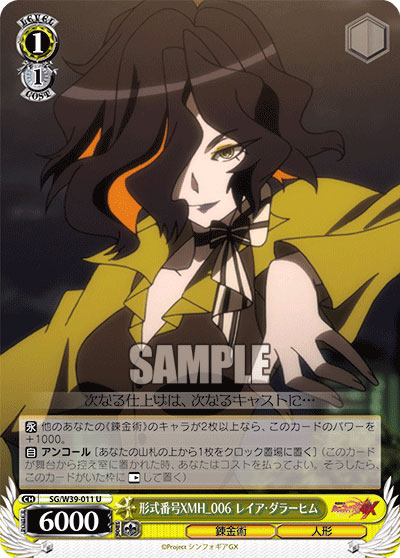 LEVEL
1
1
COST
SAMPLE
次なる仕上げは、次なるキャストに…
永 他のあなたの《錬金術》のキャラが2枚以上なら、このカードのパワーを
+1000。
自 アンコール [あなたの山札の上から1枚をクロック置場に置く] (このカード
が舞台から控え室に置かれた時、あなたはコストを払ってよい。そうしたら、
このカードがいた枠にレストして置く)
CH SG/W39-011 U
6000
形式番号XMH_006 レイア・ダラーヒム
錬金術 人形
©Project シンフォギアGX